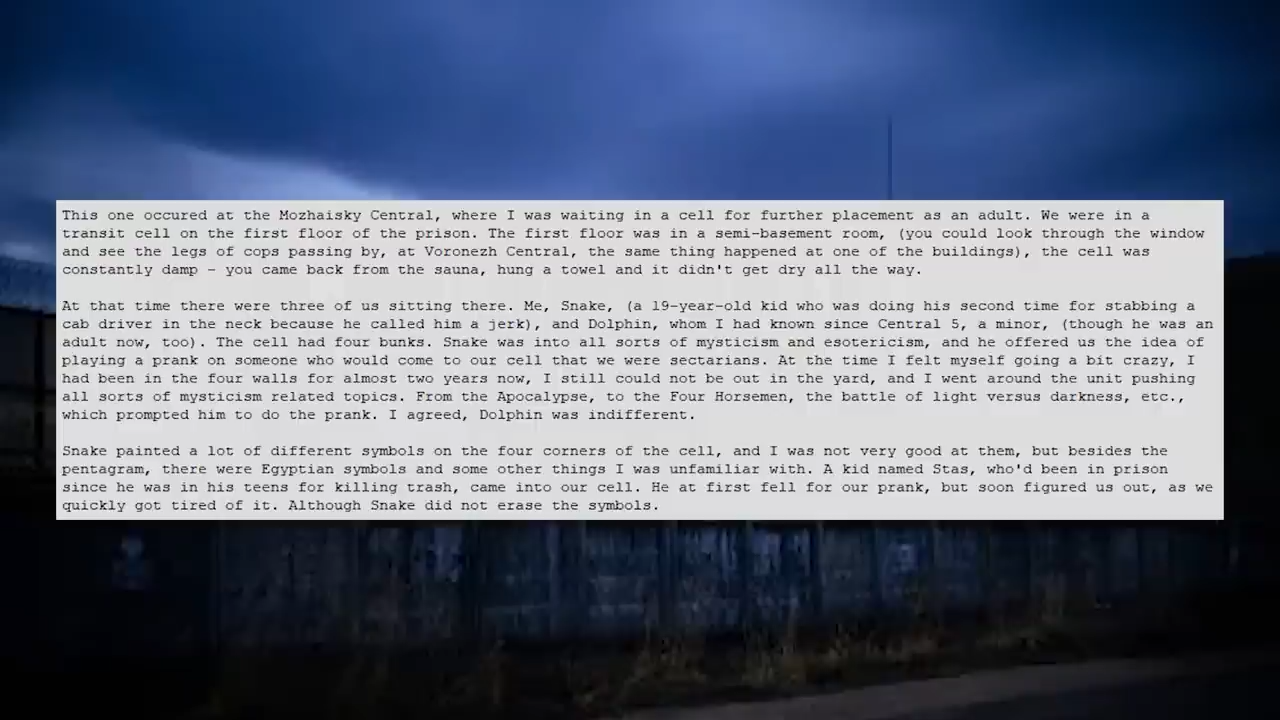 This one occured at the Mozhaisky Central, where I was waiting in a cell for further placement as an adult. We were in a
transit cell on the first floor of the prison. The first floor was in a semi-basement room, (you could look through the window
and see the legs of cops passing by, at Voronezh Central, the same thing happened at one of the buildings), the cell was
constantly damp - you came back from the sauna, hung a towel and it didn't get dry all the way.
At that time there were three of us sitting there. Me, Snake, (a 19-year-old kid who was doing his second time for stabbing a
cab driver in the neck because he called him a jerk), and Dolphin, whom I had known since Central 5, a minor, (though he was an
adult now, too). The cell had four bunks. Snake was into all sorts of mysticism and esotericism, and he offered us the idea of
playing a prank on someone who would come to our cell that we were sectarians. At the time I felt myself going a bit crazy, I
had been in the four walls for almost two years now, I still could not be out in the yard, and I went around the unit pushing
all sorts of mysticism related topics. From the Apocalypse, to the Four Horsemen, the battle of light versus darkness, etc.,
which prompted him to do the prank. I agreed, Dolphin was indifferent.
Snake painted a lot of different symbols on the four corners of the cell, and I was not very good at them, but besides the
pentagram, there were Egyptian symbols and some other things I was unfamiliar with. A kid named Stas, who'd been in prison
since he was in his teens for killing trash, came into our cell. He at first fell for our prank, but soon figured us out, as we
quickly got tired of it. Although Snake did not erase the symbols.